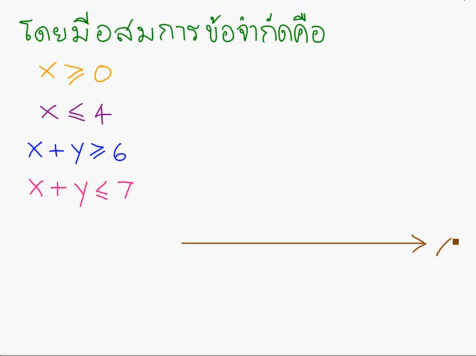 โดยมีอสมการข้อจำกัดคือ
x ≥ 0
x ≤ 4
x + y ≥ 6
x + y ≤ 7